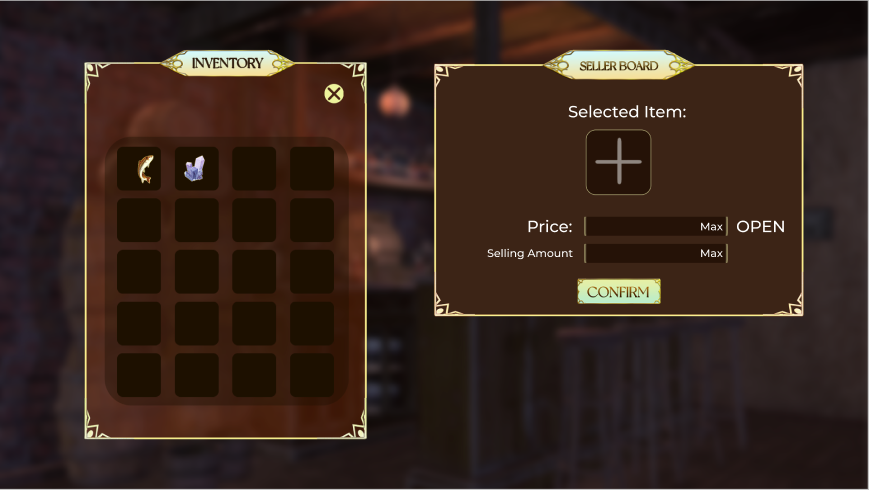 INVENTORY
SELLER BOARD
Selected Item:
Price:
Max
OPEN
Selling Amount
Max
CONFIRM